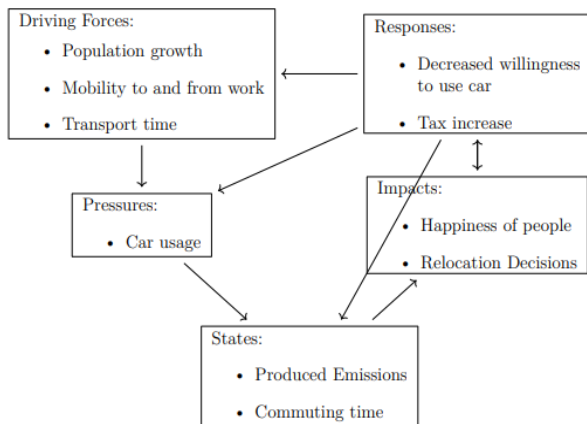 Driving Forces:
• Population growth
• Mobility to and from work
• Transport time
Responses:
• Decreased willingness
to use car
• Tax increase
Pressures:
• Car usage
Impacts:
• Happiness of people
• Relocation Decisions
States:
• Produced Emissions
• Commuting time